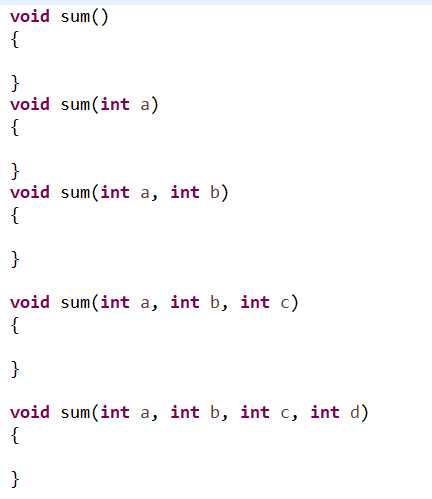 void sum()
{
}
void sum(int a)
{
}
void sum(int a, int b)
{
}
void sum(int a, int b, int c)
{
}
void sum(int a, int b, int c, int d)
{
}